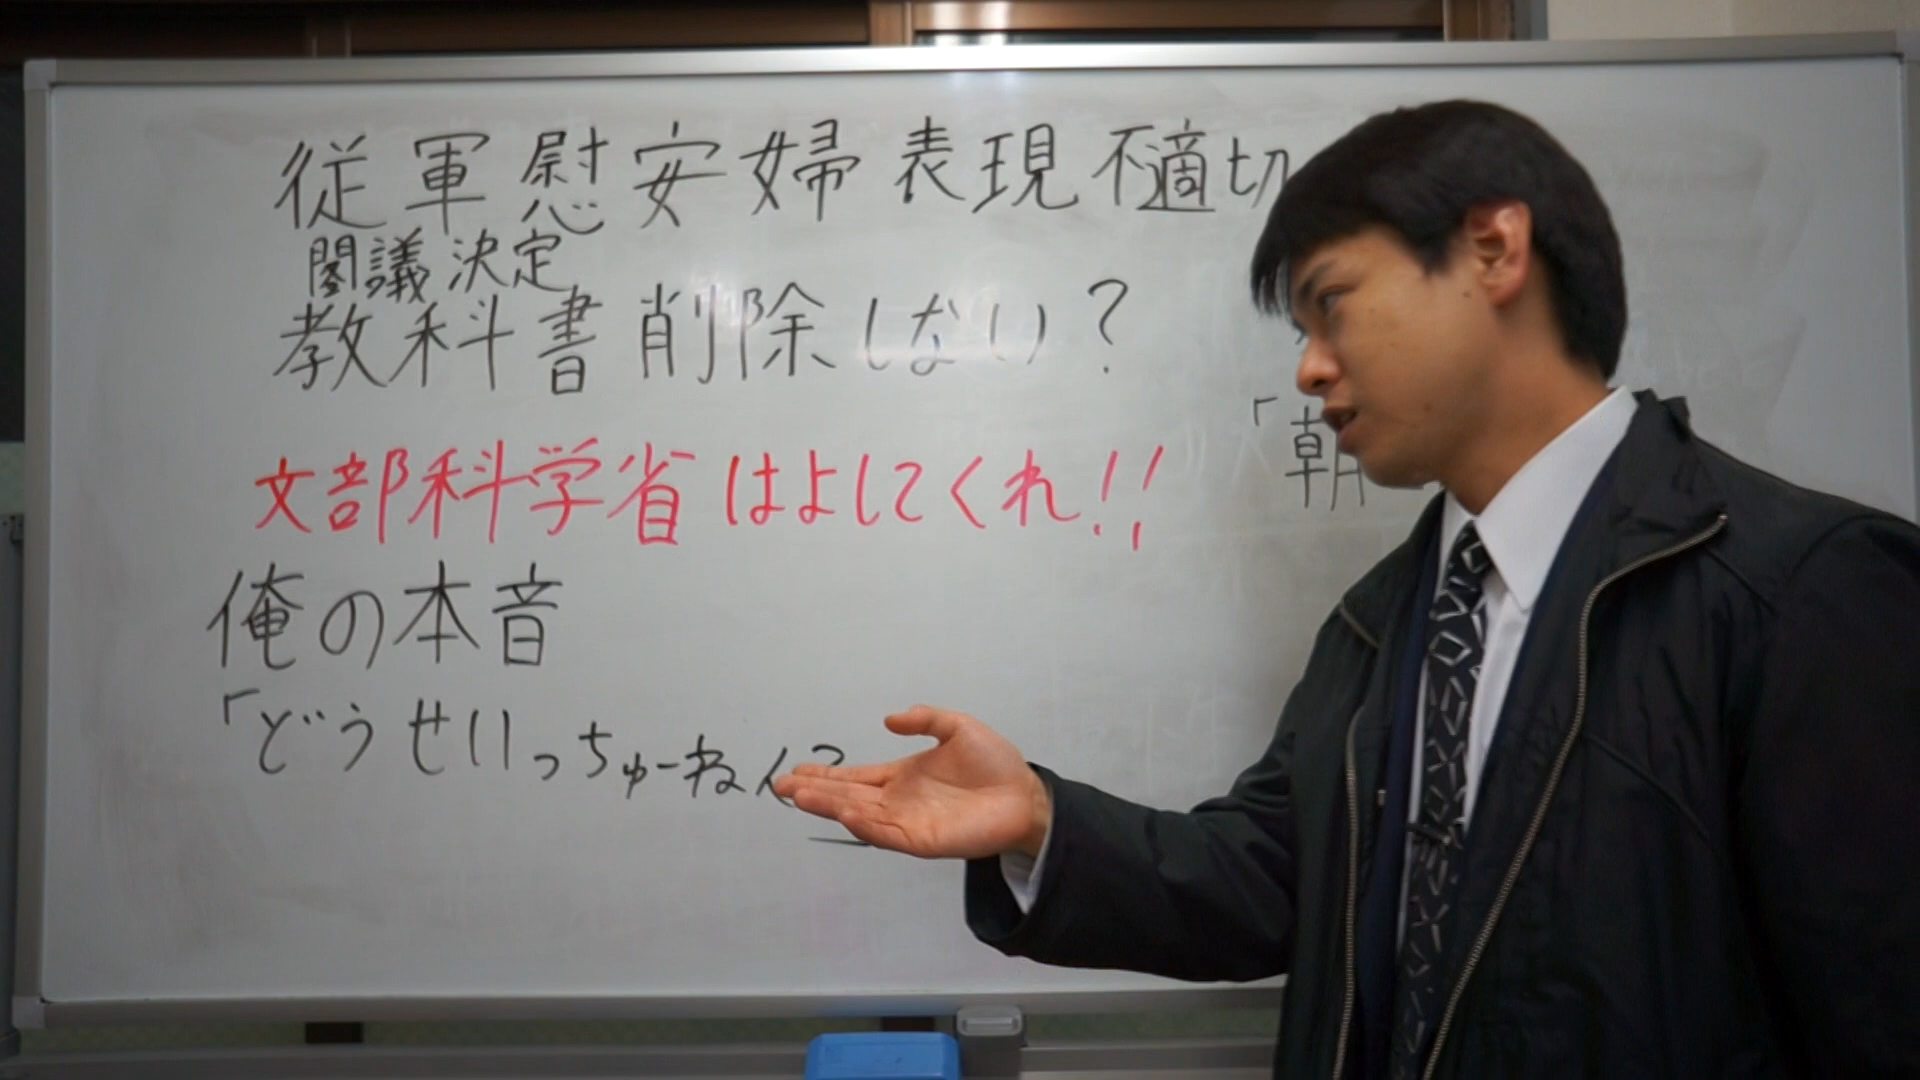 従軍慰安婦表現不適切
閣議決定
教科書削除しない?
文部科学省はよしてくれ!!
「朝
俺の本音
「どうせいっちゅーねん?